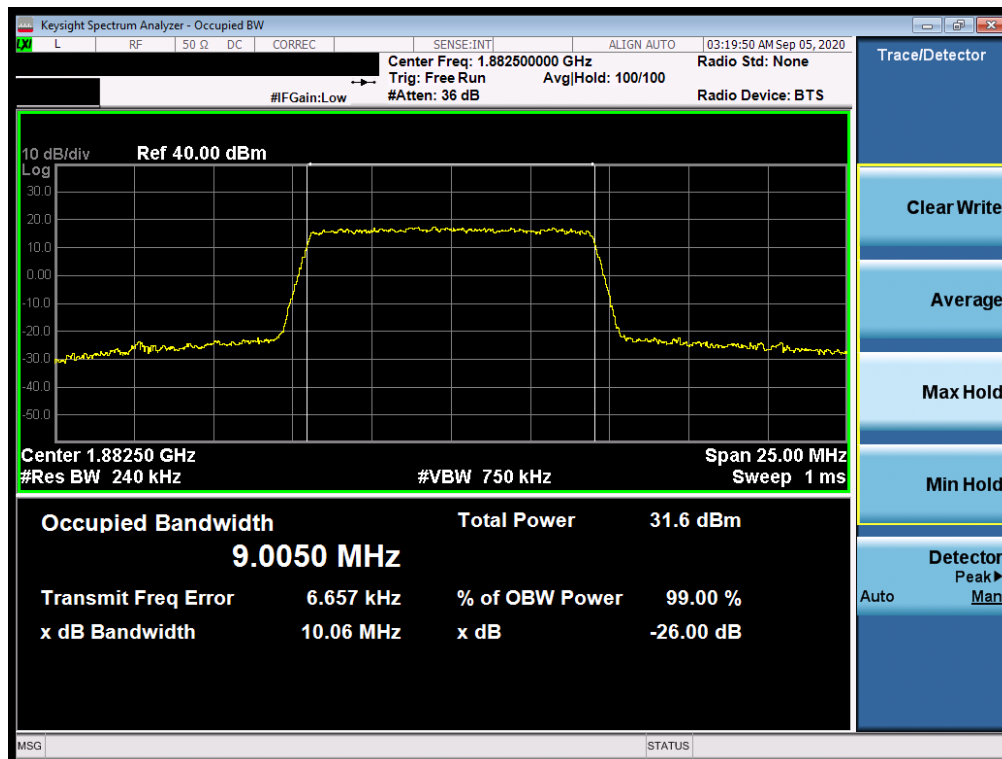 Keysight Spectrum Analyzer - Occupied BW
LXI L RF 50 Ω DC CORREC SENSE:INT ALIGN AUTO 03:19:50 AM Sep 05, 2020
Center Freq: 1.882500000 GHz Radio Std: None
Trig: Free Run Avg|Hold: 100/100
#IFGain:Low #Atten: 36 dB Radio Device: BTS
10 dB/div Ref 40.00 dBm
Log
30.0
20.0
10.0
0.00
-10.0
-20.0
-30.0
-40.0
-50.0
Center 1.88250 GHz Span 25.00 MHz
#Res BW 240 kHz #VBW 750 kHz Sweep 1 ms
Occupied Bandwidth Total Power 31.6 dBm
9.0050 MHz
Transmit Freq Error 6.657 kHz % of OBW Power 99.00 %
x dB Bandwidth 10.06 MHz x dB -26.00 dB
MSG STATUS
Trace/Detector
Clear Write
Average
Max Hold
Min Hold
Detector
Peak▶
Auto Man